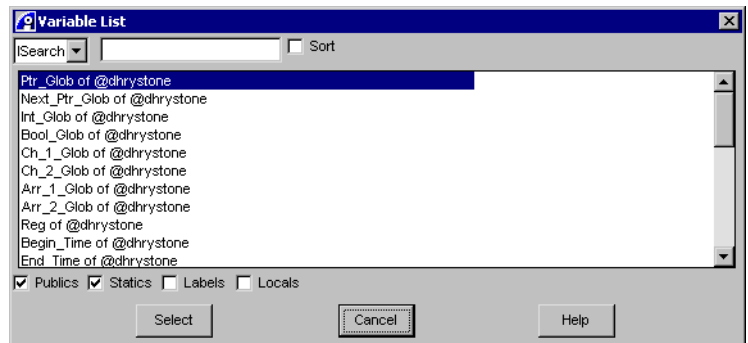 Variable List
ISearch Sort
Ptr_Glob of @dhrystone
Next_Ptr_Glob of @dhrystone
Int_Glob of @dhrystone
Bool_Glob of @dhrystone
Ch_1_Glob of @dhrystone
Ch_2_Glob of @dhrystone
Arr_1_Glob of @dhrystone
Arr_2_Glob of @dhrystone
Reg of @dhrystone
Begin_Time of @dhrystone
End_Time of @dhrystone
Publics Statics Labels Locals
Select Cancel Help